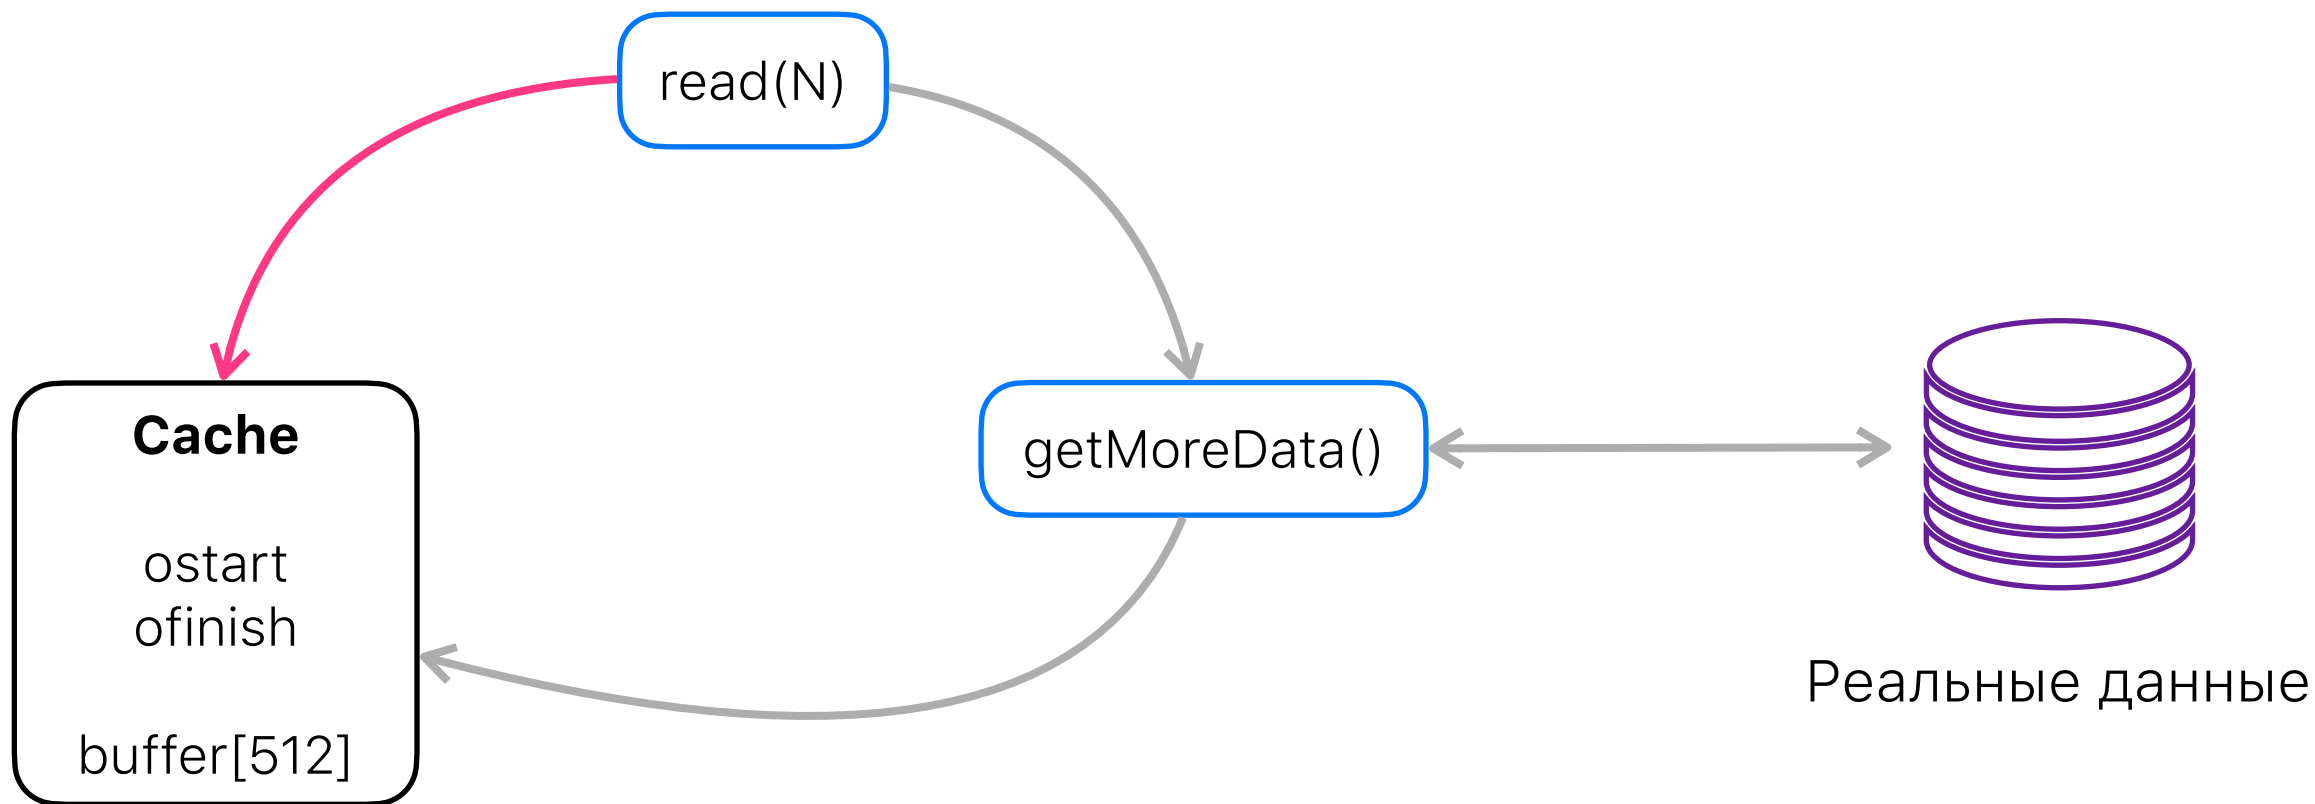 read(N)
Cache
ostart
ofinish
buffer[512]
getMoreData()
Реальные данные